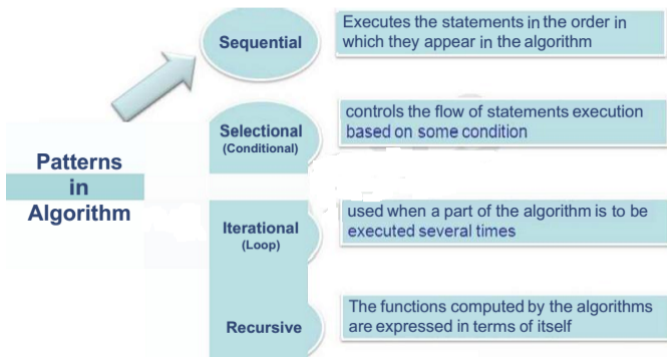 Sequential
Executes the statements in the order in
which they appear in the algorithm
Selectional
(Conditional)
controls the flow of statements execution
based on some condition
Patterns
in
Algorithm
Iterational
(Loop)
used when a part of the algorithm is to be
executed several times
Recursive
The functions computed by the algorithms
are expressed in terms of itself